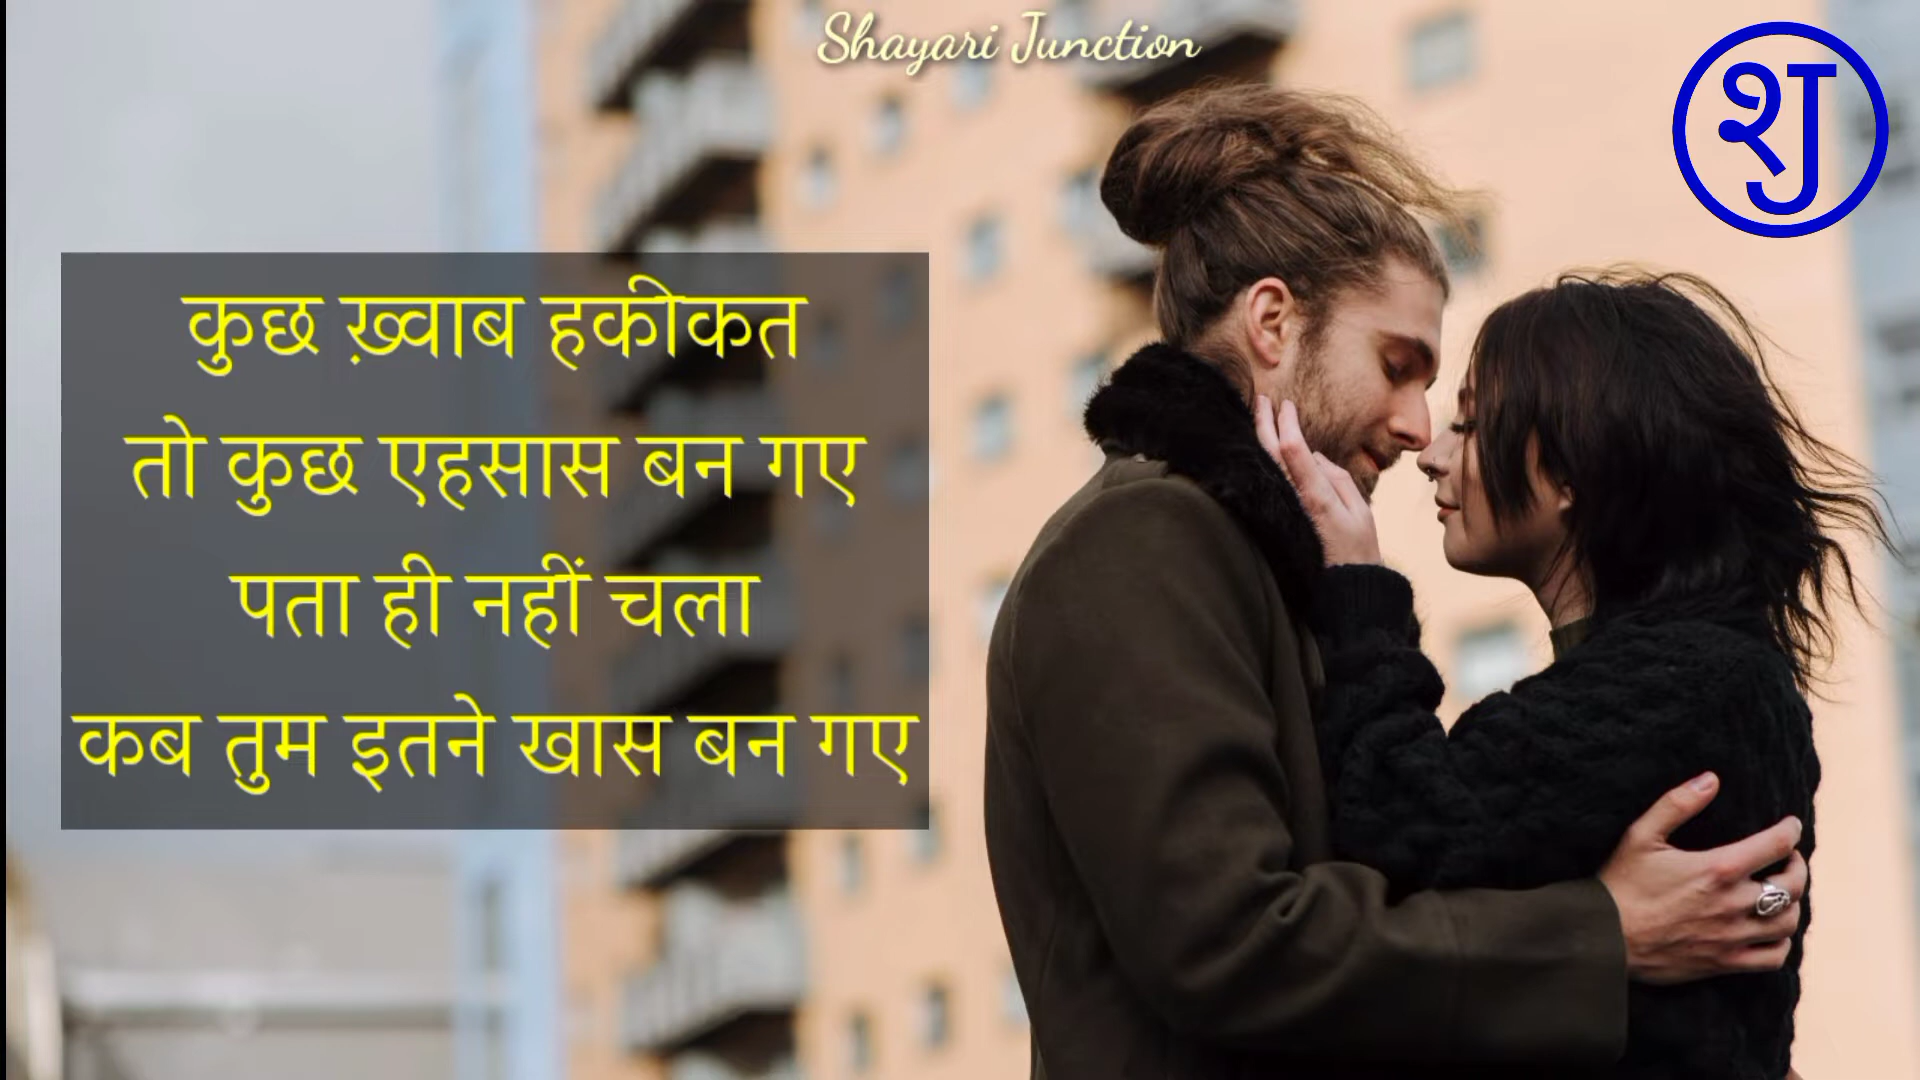 Shayari Junction
शJ
कुछ ख़्वाब हकीकत
तो कुछ एहसास बन गए
पता ही नहीं चला
कब तुम इतने खास बन गए